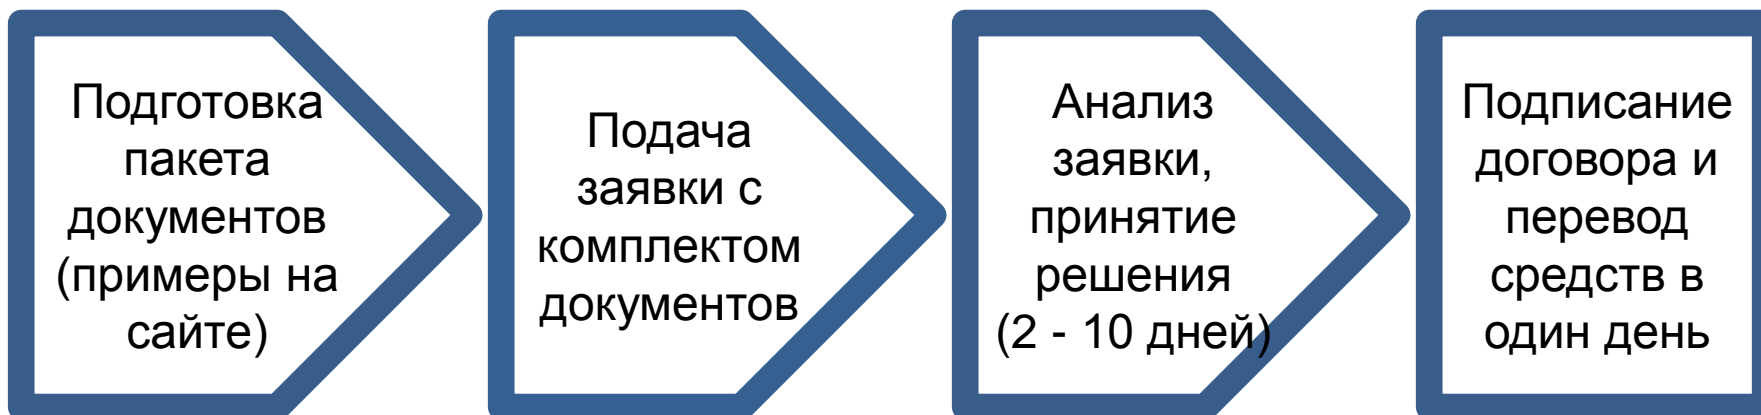 Подготовка
пакета
документов
(примеры на
сайте)
Подача
заявки с
комплектом
документов
Анализ
заявки,
принятие
решения
(2 - 10 дней)
Подписание
договора и
перевод
средств в
один день